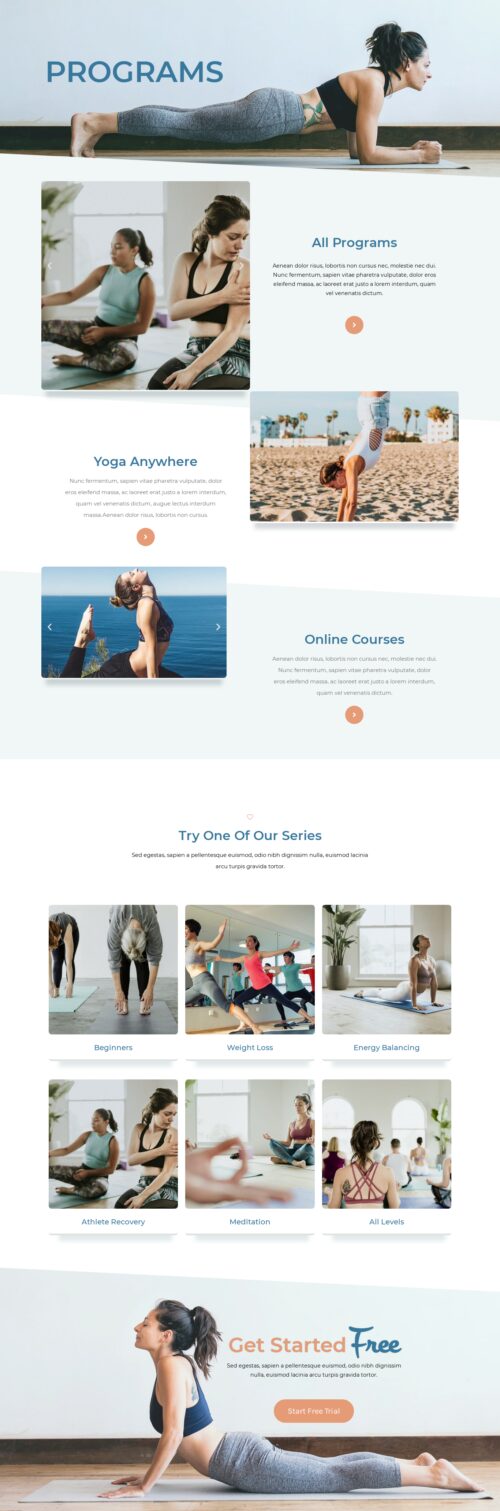 PROGRAMS
All Programs
Aenean dolor risus, lobortis non cursus nec, molestie nec dui.
Nunc fermentum, sapien vitae pharetra vulputate, dolor eros
eleifend massa, ac laoreet erat justo a lorem interdum, quam
vel venenatis dictum.
Yoga Anywhere
Nunc fermentum, sapien vitae pharetra vulputate, dolor
eros eleifend massa, ac laoreet erat justo a lorem interdum,
quam vel venenatis dictum, augue lectus interdum
massa Aenean dolor risus, lobortis non cursus.
Online Courses
Aenean dolor risus, lobortis non cursus nec, molestie nec dui.
Nunc fermentum, sapien vitae pharetra vulputate, dolor
eros eleifend massa, ac laoreet erat justo a lorem interdum,
quam vel venenatis dictum.
Try One Of Our Series
Sed egestas, sapien a pellentesque euismod, odio nibh dignissim nulla, euismod lacinia
arcu turpis gravida tortor.
Beginners
Weight Loss
Energy Balancing
Athlete Recovery
Meditation
All Levels
Get Started Free
Sed egestas, sapien a pellentesque euismod, odio nibh dignissim
nulla, euismod lacinia arcu turpis gravida tortor.
Start Free Trial